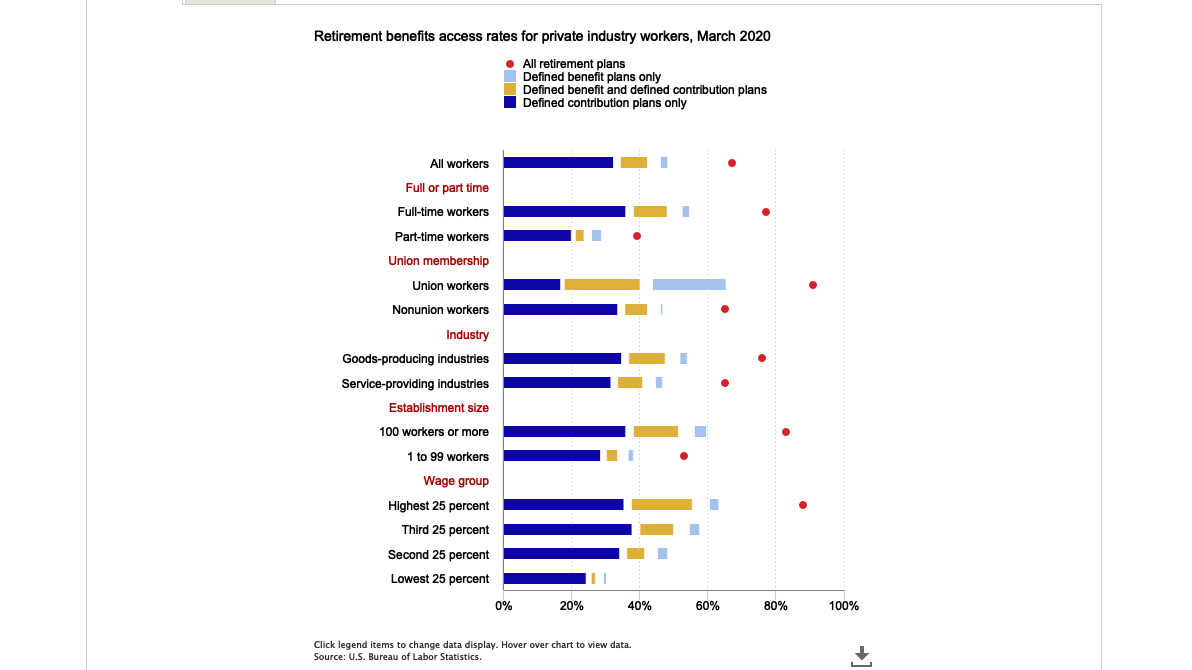 Retirement benefits access rates for private industry workers, March 2020
All retirement plans
Defined benefit plans only
Defined benefit and defined contribution plans
Defined contribution plans only
All workers
Full or part time
Full-time workers
Part-time workers
Union membership
Union workers
Nonunion workers
Industry
Goods-producing industries
Service-providing industries
Establishment size
100 workers or more
1 to 99 workers
Wage group
Highest 25 percent
Third 25 percent
Second 25 percent
Lowest 25 percent
0% 20% 40% 60% 80% 100%
Click legend items to change data display. Hover over chart to view data.
Source: U.S. Bureau of Labor Statistics.